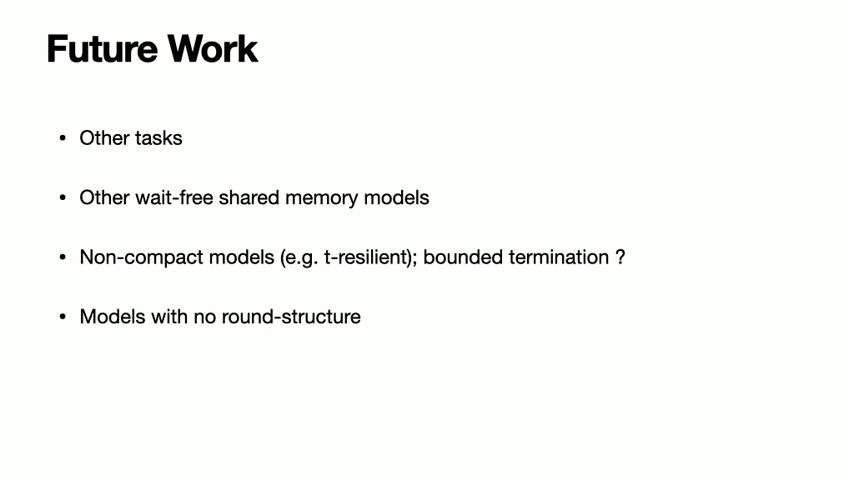 Future Work
• Other tasks
• Other wait-free shared memory models
• Non-compact models (e.g. t-resilient); bounded termination ?
• Models with no round-structure